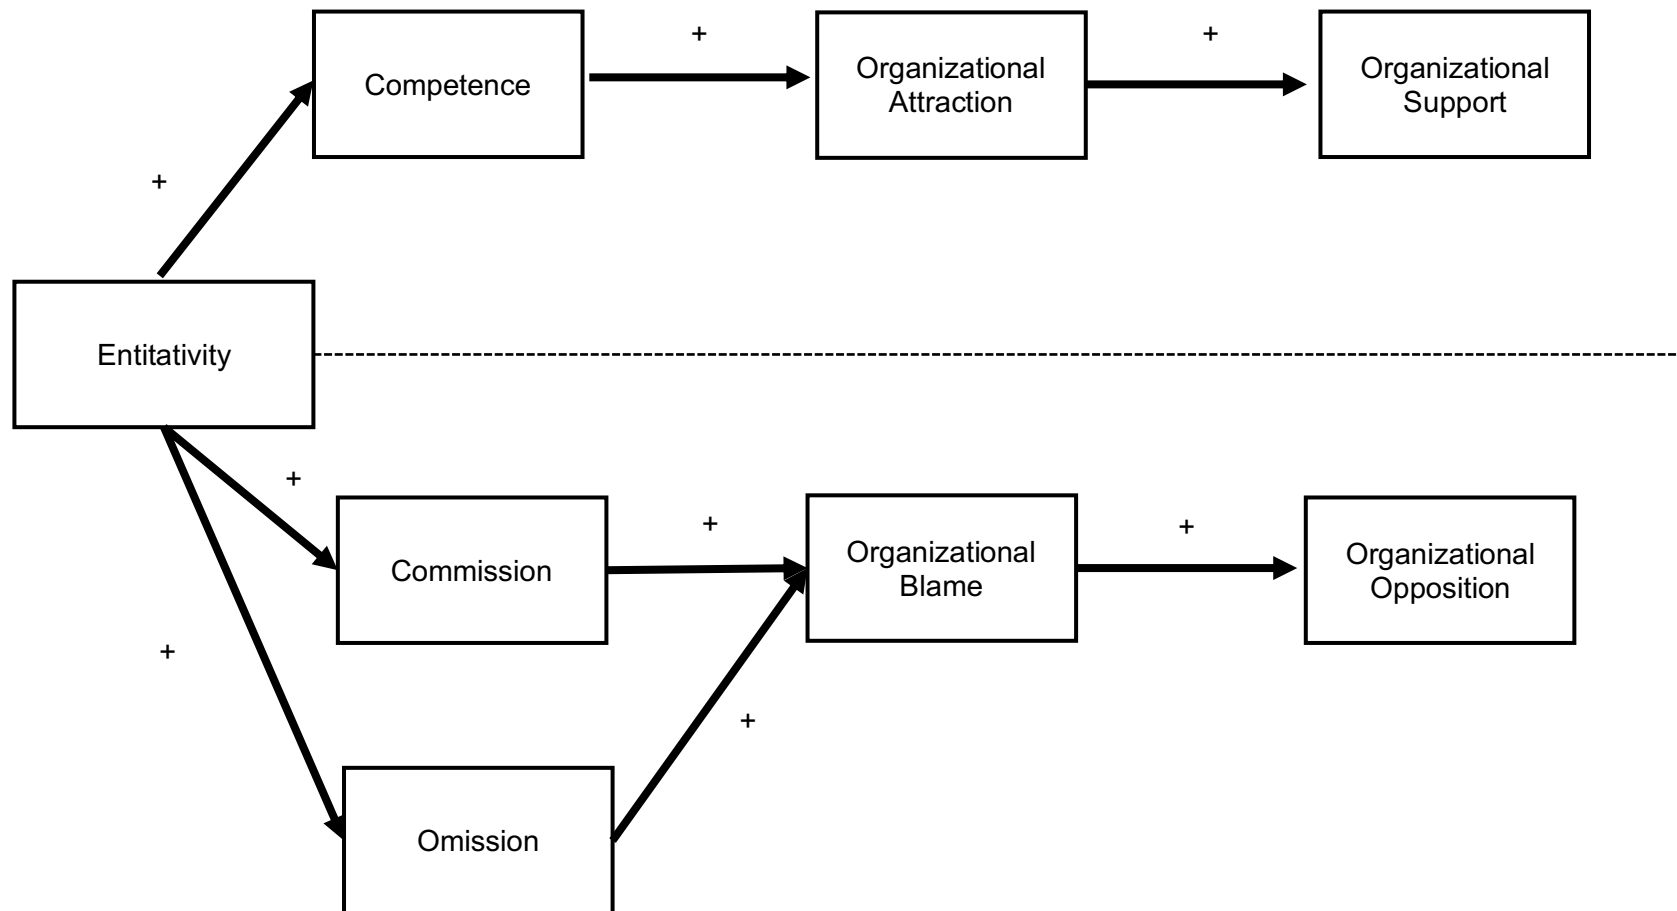 +
+
Competence
Organizational
Attraction
Organizational
Support
+
Entitativity
+
+
+
Commission
Organizational
Blame
Organizational
Opposition
+
+
Omission